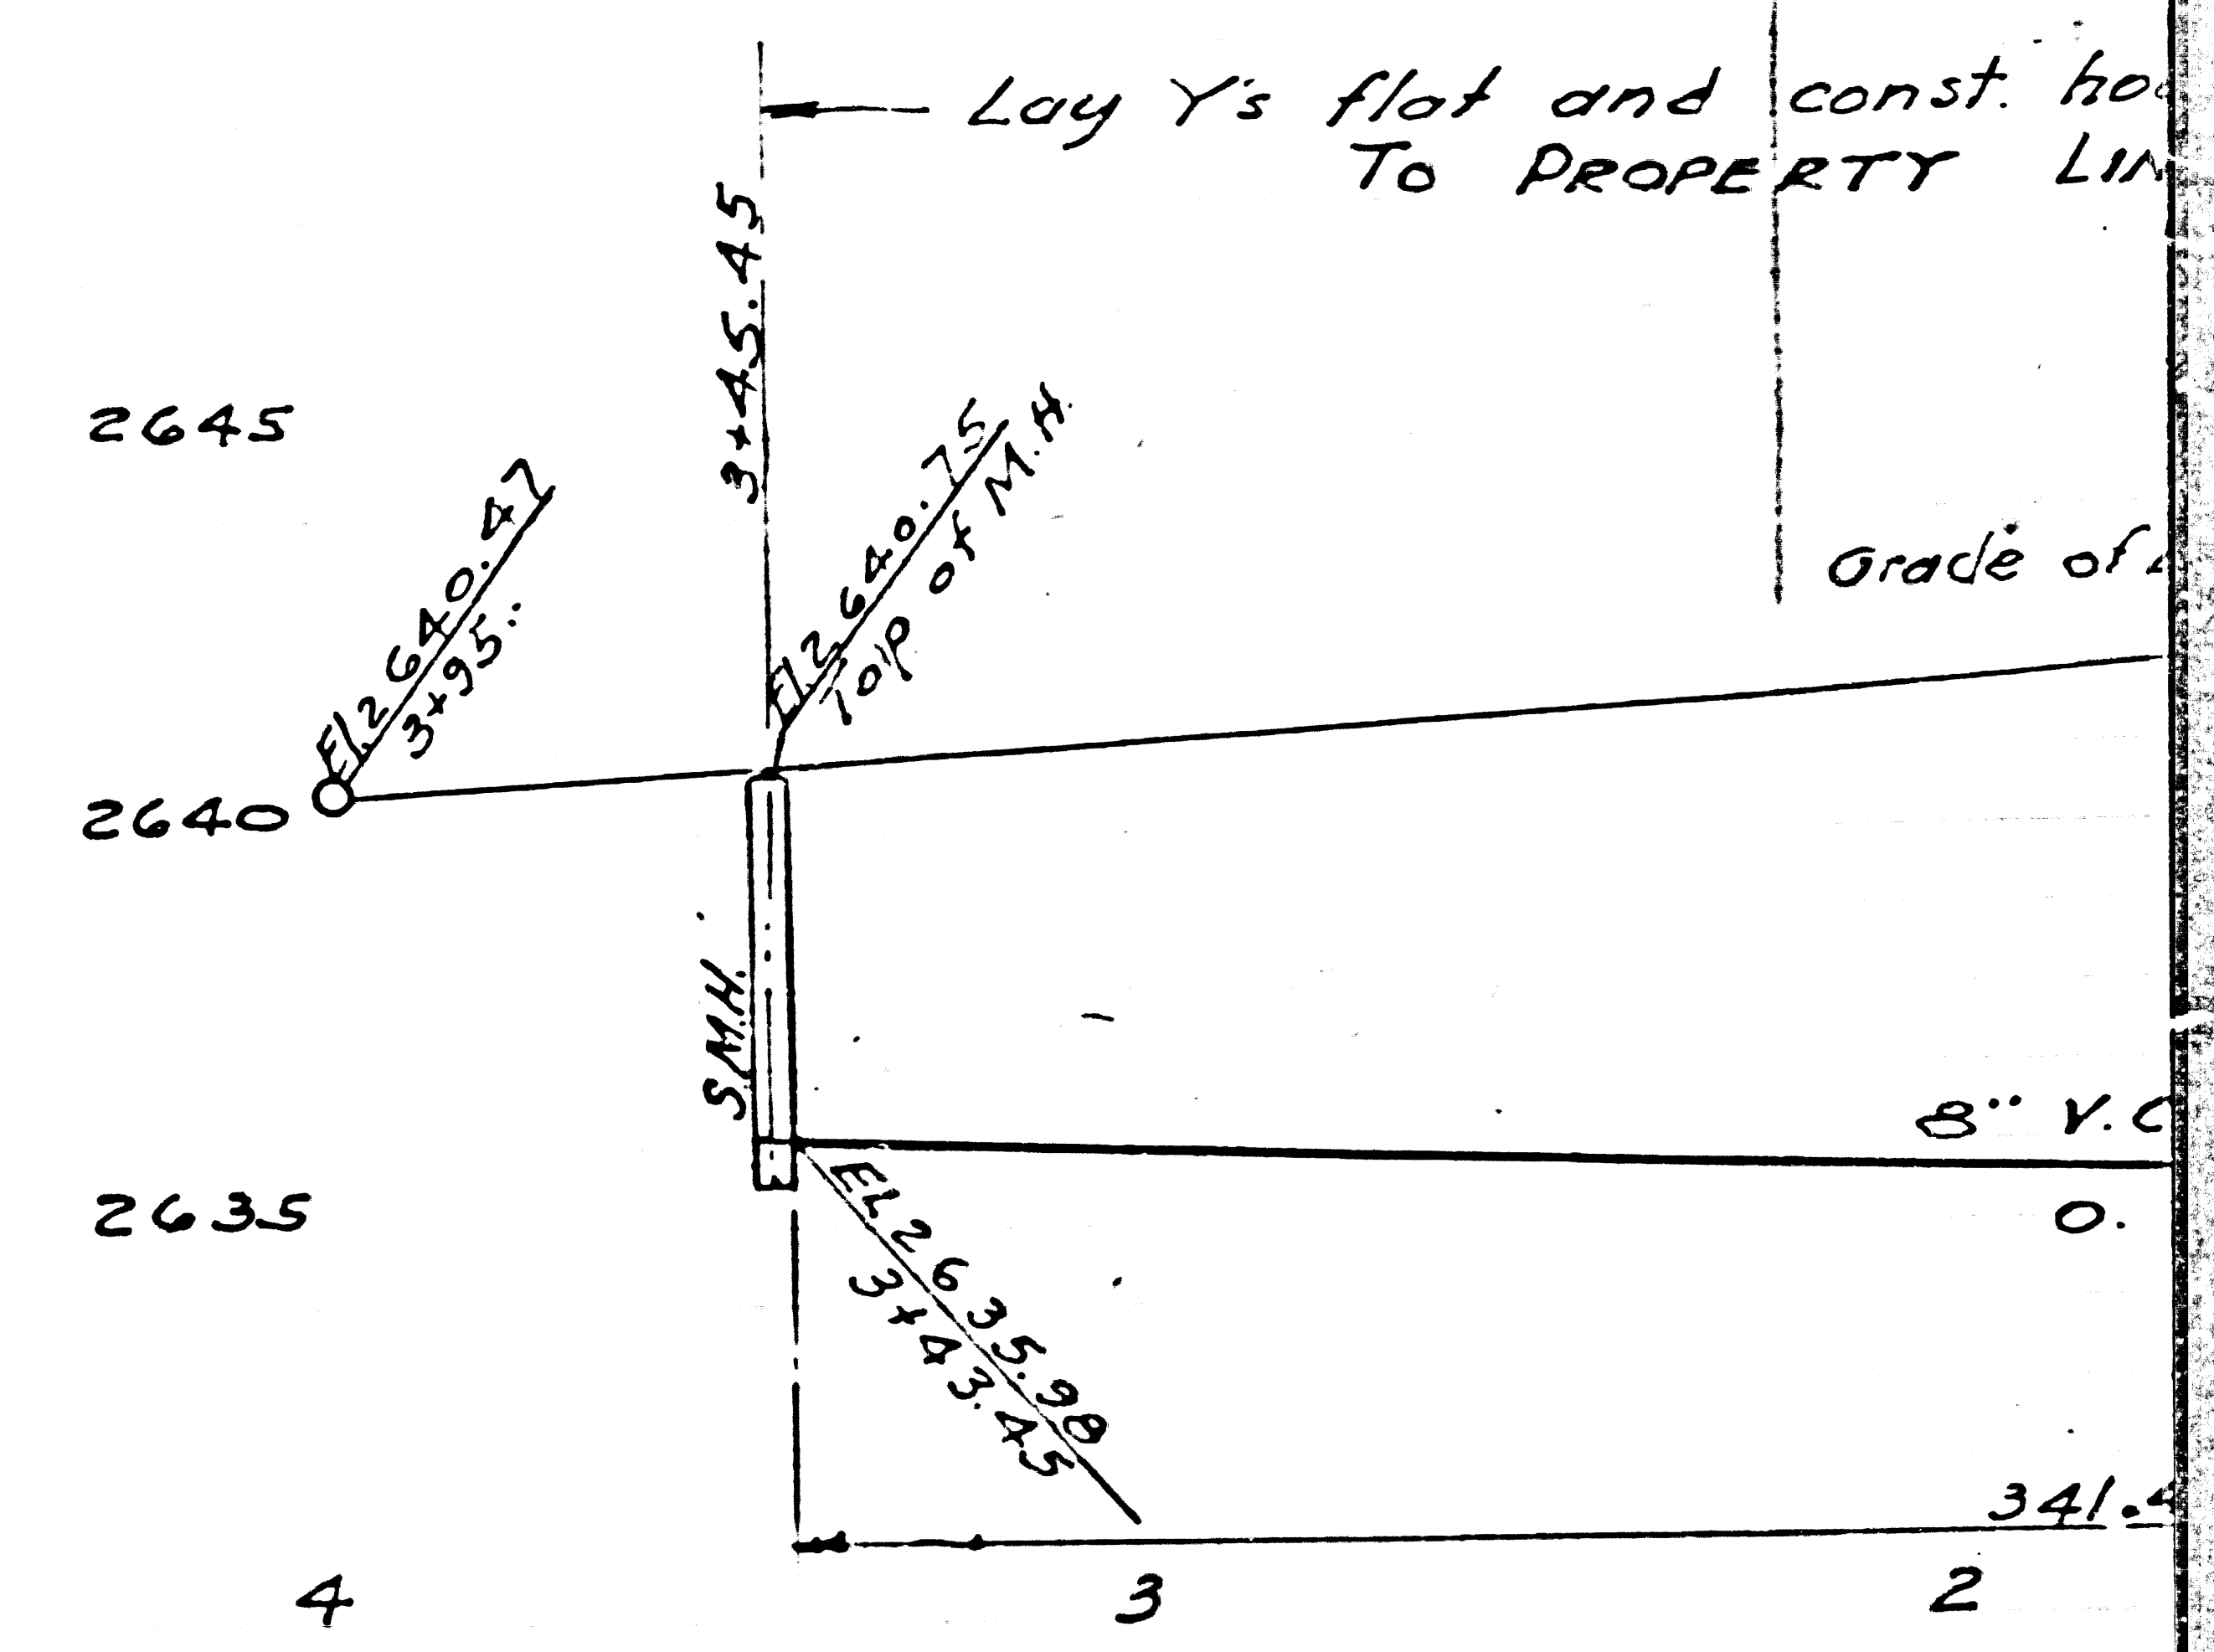 Lay Y's flat and const.
TO PROPERTY
3+45.45
2645
El 2640.47
3+95.
El 2640.75
Top of M.H.
Grade of
2640
S.M.H.
8" V.C
2635
0.
EL 2635.98
3+43.45
341.4
4 3 2